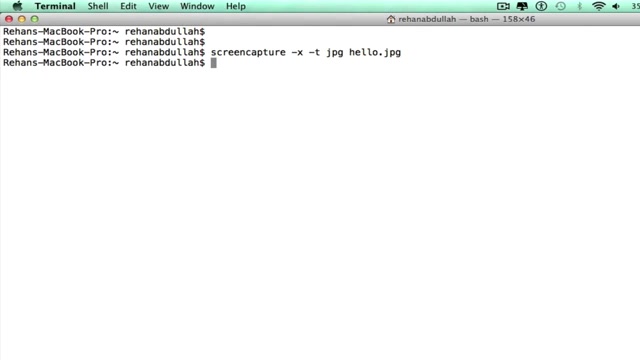 Terminal Shell Edit View Window Help 35
rehanabdullah — bash — 158×46
Rehans-MacBook-Pro:~ rehanabdullah$
Rehans-MacBook-Pro:~ rehanabdullah$
Rehans-MacBook-Pro:~ rehanabdullah$ screencapture -x -t jpg hello.jpg
Rehans-MacBook-Pro:~ rehanabdullah$